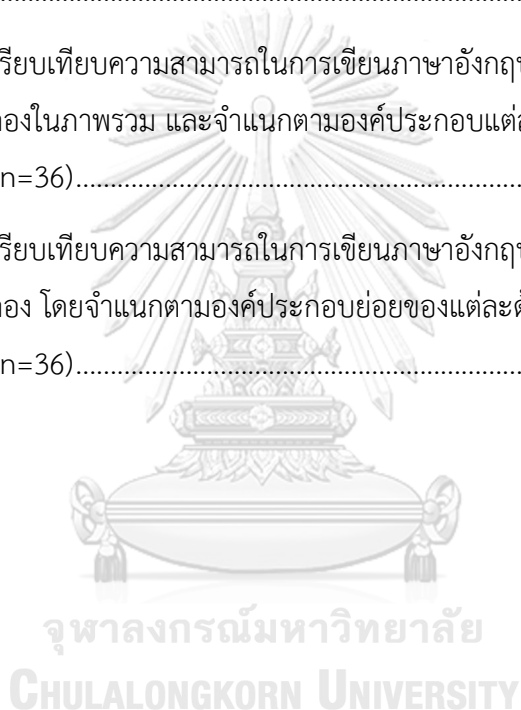 ....................................................
รียบเทียบความสามารถในการเขียนภาษาอังกฤษ
องในภาพรวม และจำแนกตามองค์ประกอบแต่ล
n=36)....................................................
รียบเทียบความสามารถในการเขียนภาษาอังกฤษ
อง โดยจำแนกตามองค์ประกอบย่อยของแต่ละด้
n=36)....................................................
จุฬาลงกรณ์มหาวิทยาลัย
CHULALONGKORN UNIVERSITY